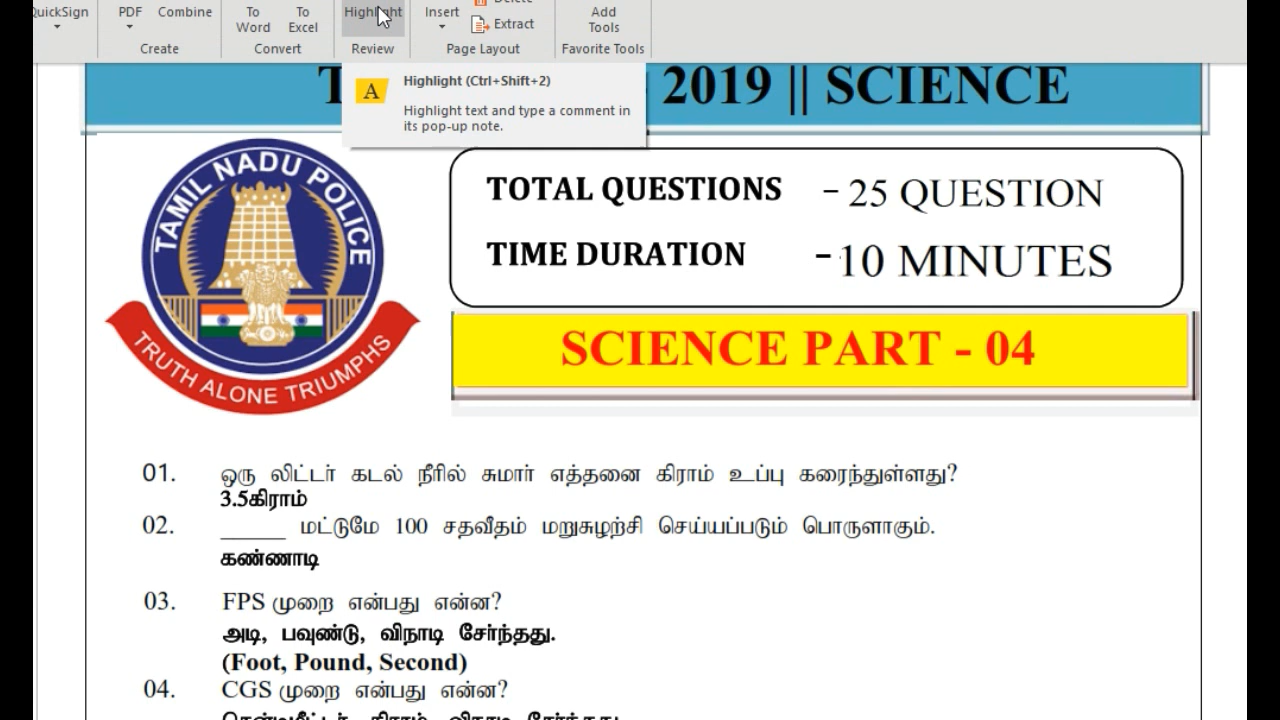 QuickSign
PDF
Combine
To Word
To Excel
Highlight
Insert
Delete
Extract
Add Tools
Create
Convert
Review
Page Layout
Favorite Tools
Highlight (Ctrl+Shift+2)
Highlight text and type a comment in
its pop-up note.
2019 || SCIENCE
TAMIL NADU POLICE
TRUTH ALONE TRIUMPHS
TOTAL QUESTIONS - 25 QUESTION
TIME DURATION - 10 MINUTES
SCIENCE PART - 04
01. ஒரு லிட்டர் கடல் நீரில் சுமார் எத்தனை கிராம் உப்பு கரைந்துள்ளது?
3.5கிராம்
02. _____ மட்டுமே 100 சதவீதம் மறுசுழற்சி செய்யப்படும் பொருளாகும்.
கண்ணாடி
03. FPS முறை என்பது என்ன?
அடி, பவுண்டு, விநாடி சேர்ந்தது.
(Foot, Pound, Second)
04. CGS முறை என்பது என்ன?
சென்டிமீட்டர், கிராம், விநாடி சேர்ந்தது